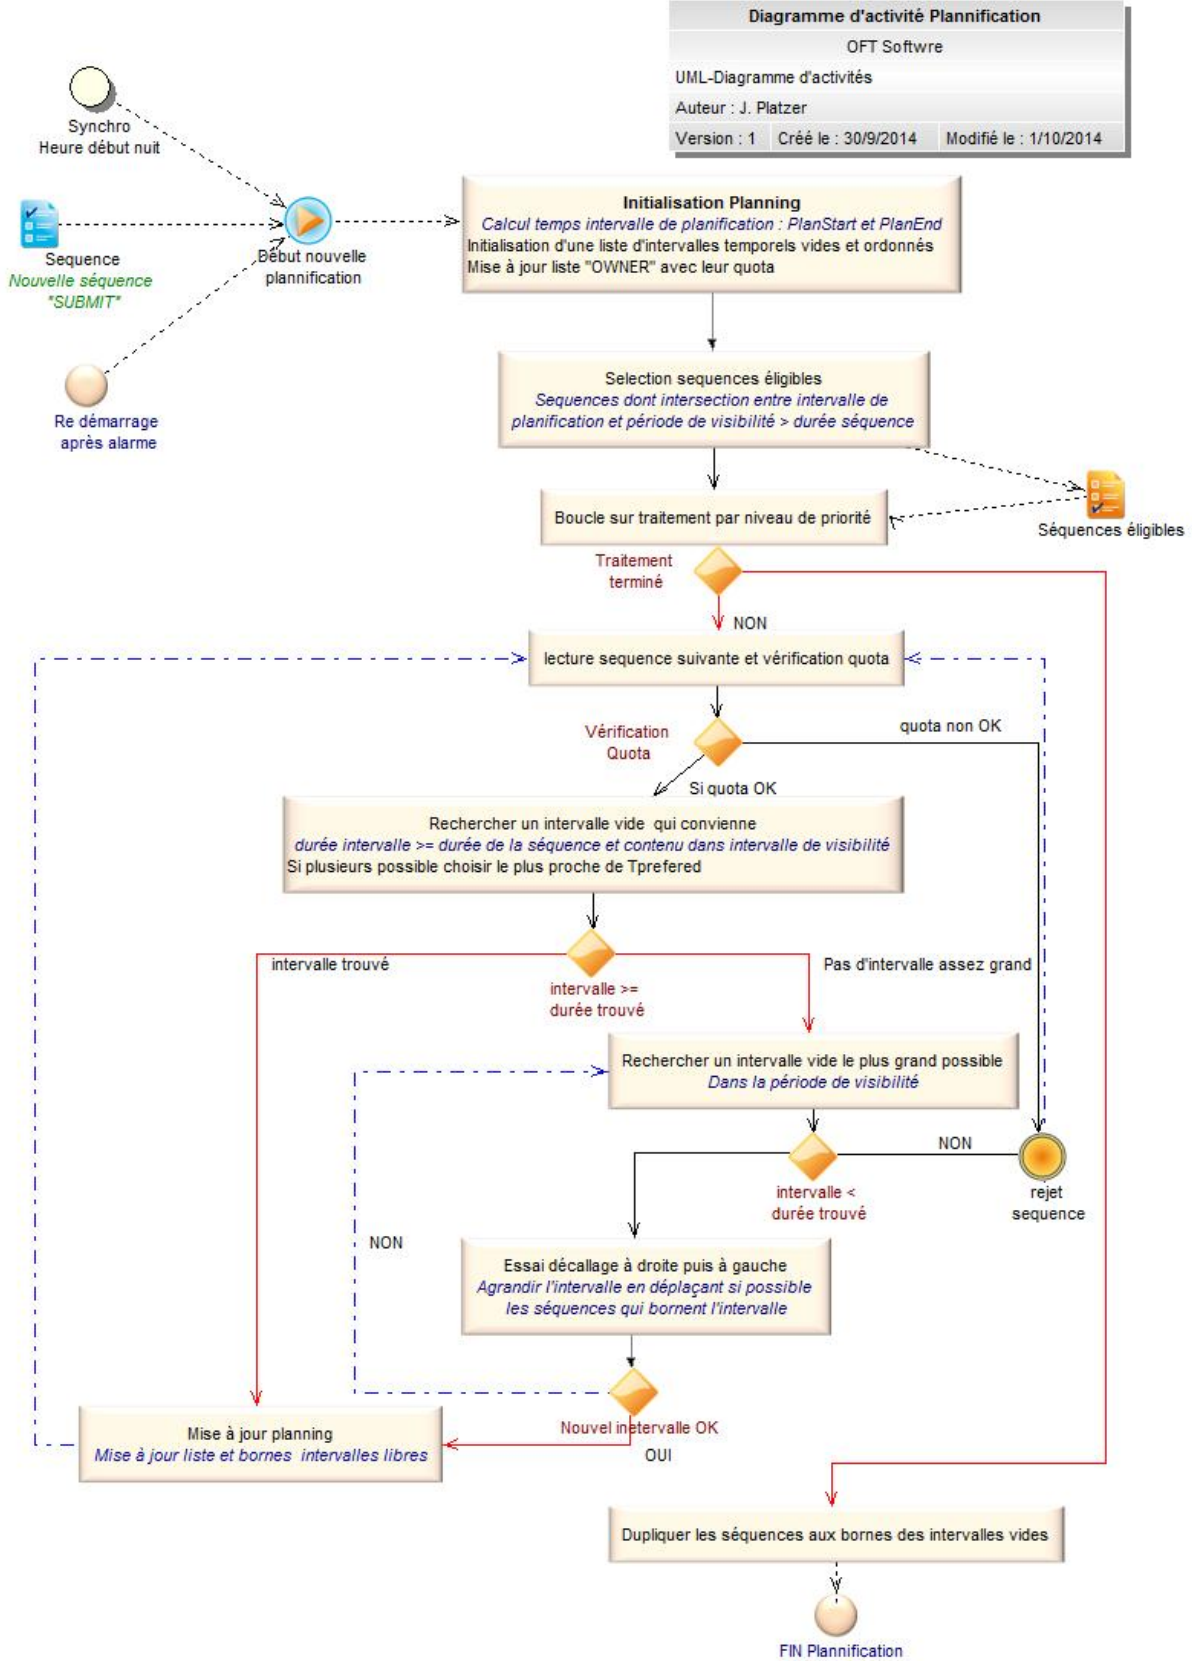 Diagramme d'activité Plannification
OFT Softwre
UML-Diagramme d'activités
Auteur : J. Platzer
Version : 1 Créé le : 30/9/2014 Modifié le : 1/10/2014
Synchro
Heure début nuit
Sequence
Nouvelle séquence
"SUBMIT"
Re démarrage
après alarme
Début nouvelle
plannification
Initialisation Planning
Calcul temps intervalle de planification : PlanStart et PlanEnd
Initialisation d'une liste d'intervalles temporels vides et ordonnés
Mise à jour liste "OWNER" avec leur quota
Selection sequences éligibles
Sequences dont intersection entre intervalle de
planification et période de visibilité > durée séquence
Boucle sur traitement par niveau de priorité
Séquences éligibles
Traitement
terminé
NON
lecture sequence suivante et vérification quota
Vérification
Quota
quota non OK
Si quota OK
Rechercher un intervalle vide qui convienne
durée intervalle >= durée de la séquence et contenu dans intervalle de visibilité
Si plusieurs possible choisir le plus proche de Tprefered
intervalle trouvé
Pas d'intervalle assez grand
intervalle >=
durée trouvé
Rechercher un intervalle vide le plus grand possible
Dans la période de visibilité
NON
intervalle <
durée trouvé
rejet
sequence
NON
Essai décallage à droite puis à gauche
Agrandir l'intervalle en déplaçant si possible
les séquences qui bornent l'intervalle
Nouvel inetervalle OK
OUI
Mise à jour planning
Mise à jour liste et bornes intervalles libres
Dupliquer les séquences aux bornes des intervalles vides
FIN Plannification